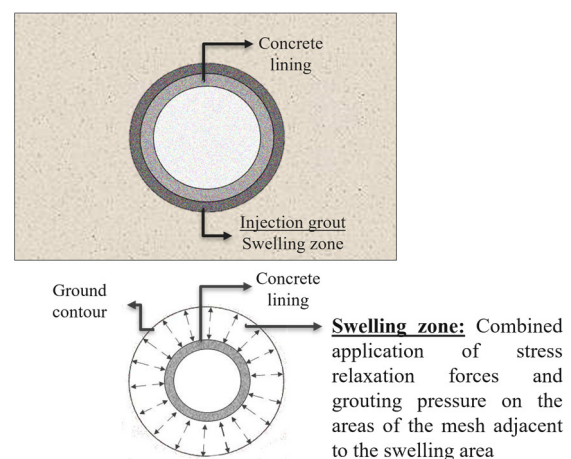 Concrete
lining
Injection grout
Swelling zone
Ground
contour
Concrete
lining
Swelling zone: Combined
application of stress
relaxation forces and
grouting pressure on the
areas of the mesh adjacent
to the swelling area